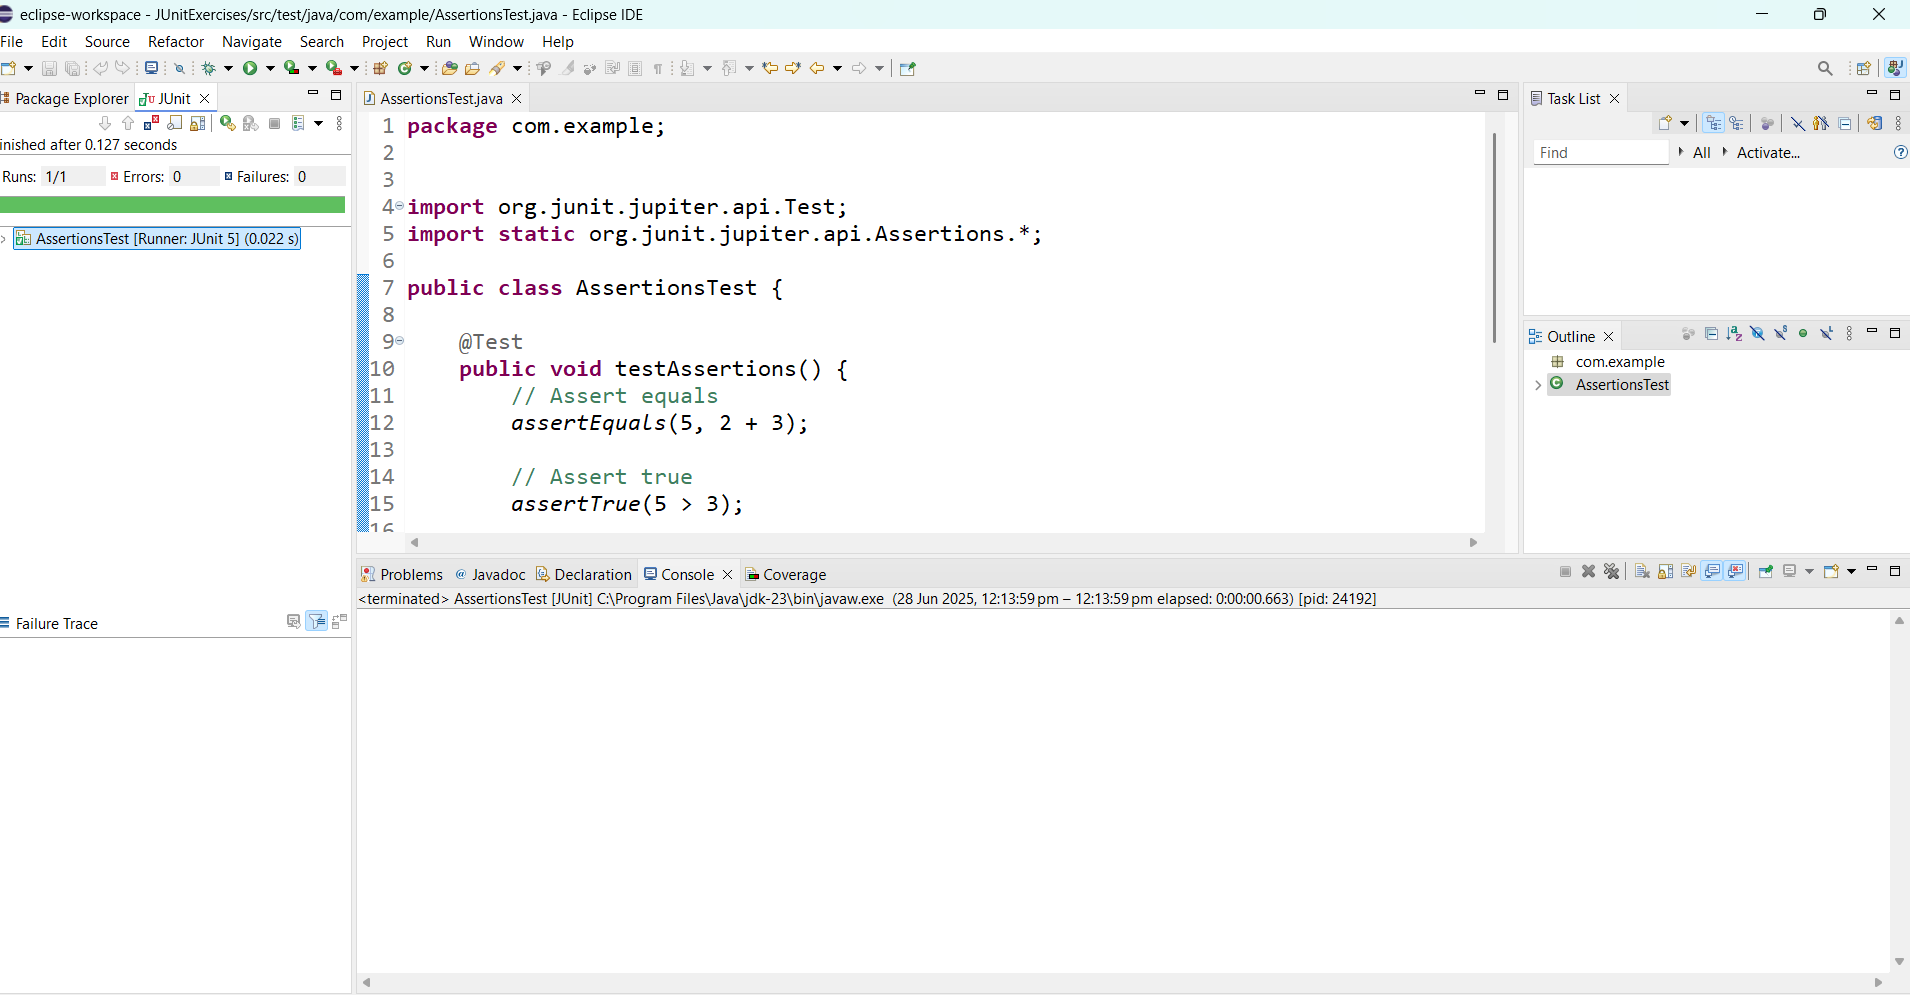 eclipse-workspace - JUnitExercises/src/test/java/com/example/AssertionsTest.java - Eclipse IDE
File Edit Source Refactor Navigate Search Project Run Window Help
Package Explorer JUnit
inished after 0.127 seconds
Runs: 1/1 Errors: 0 Failures: 0
AssertionsTest [Runner: JUnit 5] (0.022 s)
Failure Trace
AssertionsTest.java
1 package com.example;
2
3
4 import org.junit.jupiter.api.Test;
5 import static org.junit.jupiter.api.Assertions.*;
6
7 public class AssertionsTest {
8
9 @Test
10 public void testAssertions() {
11 // Assert equals
12 assertEquals(5, 2 + 3);
13
14 // Assert true
15 assertTrue(5 > 3);
16
Task List
Find All Activate...
Outline
com.example
AssertionsTest
Problems Javadoc Declaration Console Coverage
<terminated> AssertionsTest [JUnit] C:\Program Files\Java\jdk-23\bin\javaw.exe (28 Jun 2025, 12:13:59 pm – 12:13:59 pm elapsed: 0:00:00.663) [pid: 24192]